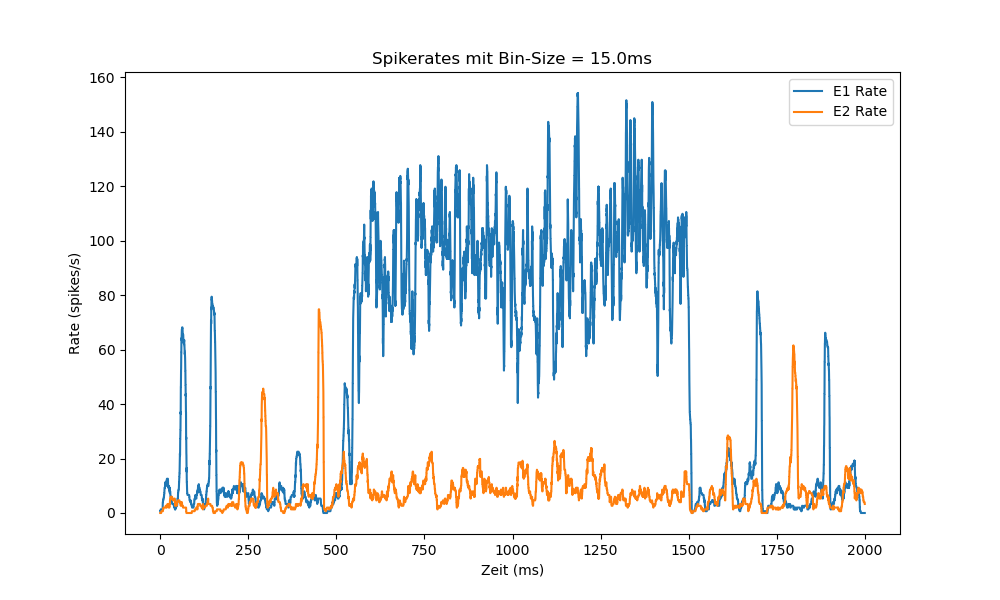 Spikerates mit Bin-Size = 15.0ms
160
140
120
100
80
60
40
20
0
Rate (spikes/s)
E1 Rate
E2 Rate
0 250 500 750 1000 1250 1500 1750 2000
Zeit (ms)